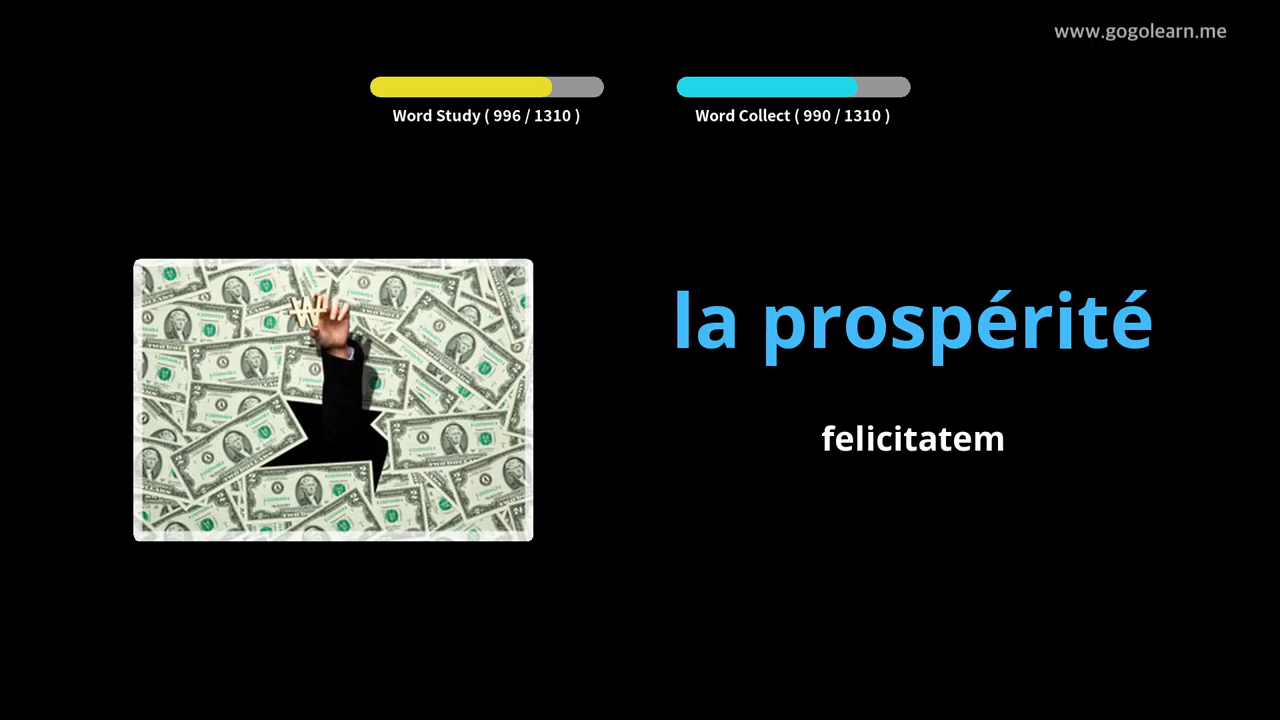 www.gogolearn.me
Word Study ( 996 / 1310 )
Word Collect ( 990 / 1310 )
la prospérité
felicitatem